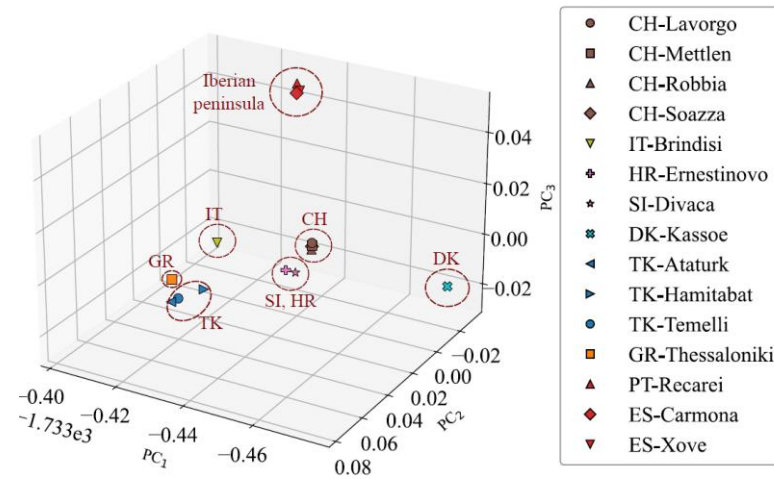 Iberian
peninsula
IT
CH
GR
DK
TK
SI, HR
0.04
0.02
0.00
−0.02
PC3
−0.02
0.00
0.02
0.04
0.06
0.08
PC2
−0.40
−0.42
−0.44
−0.46
−1.733e3
PC1
CH-Lavorgo
CH-Mettlen
CH-Robbia
CH-Soazza
IT-Brindisi
HR-Ernestinovo
SI-Divaca
DK-Kassoe
TK-Ataturk
TK-Hamitabat
TK-Temelli
GR-Thessaloniki
PT-Recarei
ES-Carmona
ES-Xove